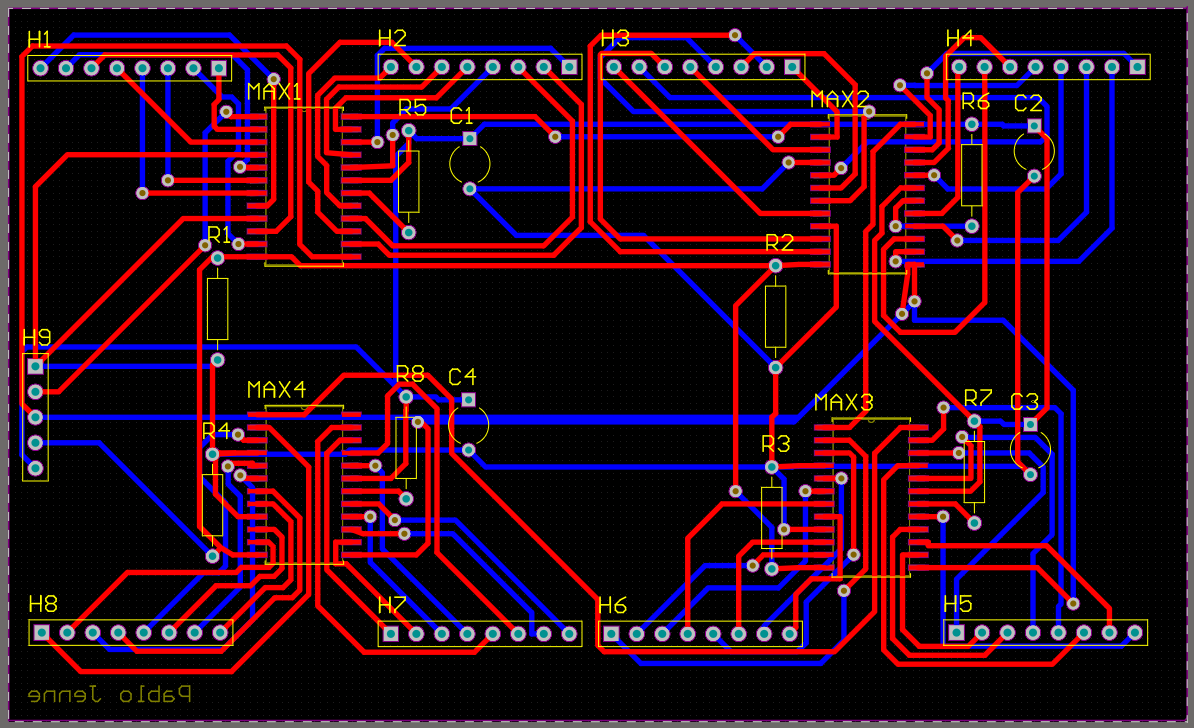 H1 H2 H3 H4
MAX1 R5 C1 MAX2 R6 C2
R1 R2
H9
MAX4 R8 C4 MAX3 R7 C3
R4 R3
H8 H7 H6 H5
Pablo Jenne